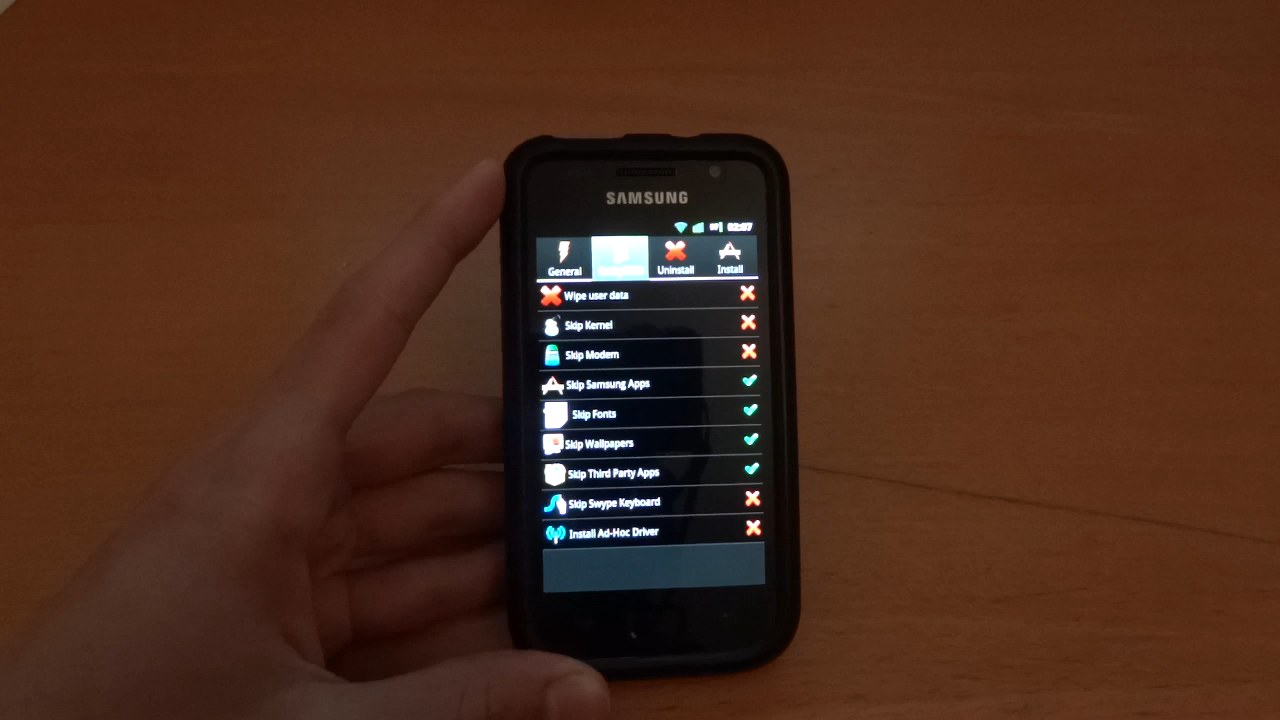 SAMSUNG
General Uninstall Install
Wipe user data
Skip Kernel
Skip Modem
Skip Samsung Apps
Skip Fonts
Skip Wallpapers
Skip Third Party Apps
Skip Swype Keyboard
Install Ad-Hoc Driver